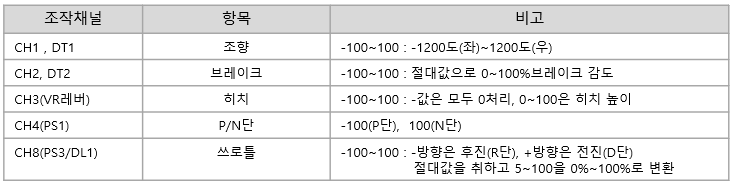 조작채널 항목 비고
CH1 , DT1 조향 -100~100 : -1200도(좌)~1200도(우)
CH2, DT2 브레이크 -100~100 : 절대값으로 0~100%브레이크 감도
CH3(VR레버) 히치 -100~100 : -값은 모두 0처리, 0~100은 히치 높이
CH4(PS1) P/N단 -100(P단), 100(N단)
CH8(PS3/DL1) 쓰로틀 -100~100 : -방향은 후진(R단), +방향은 전진(D단)
절대값을 취하고 5~100을 0%~100%로 변환